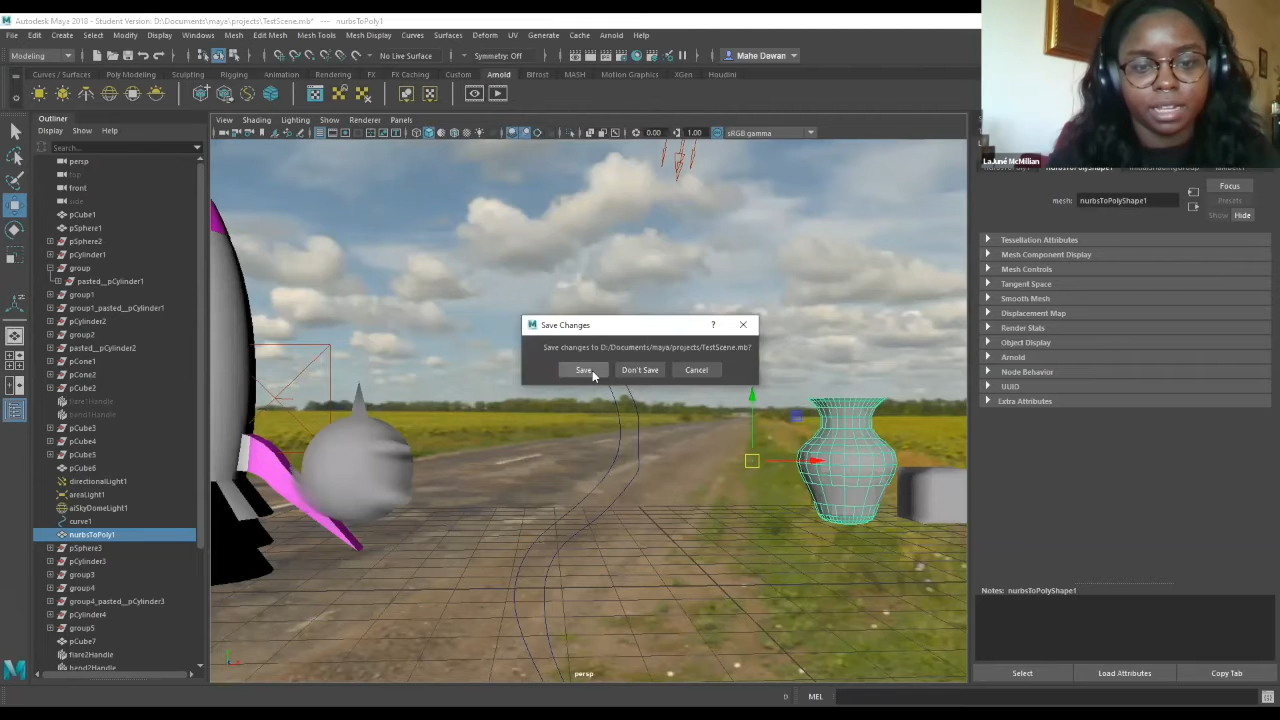 Autodesk Maya 2018 - Student Version: D:\Documents\maya\projects\TestScene.mb* --- nurbsToPoly1
File Edit Create Select Modify Display Windows Mesh Edit Mesh Mesh Tools Mesh Display Curves Surfaces Deform UV Generate Cache Arnold Help
Modeling No Live Surface Symmetry: Off Mahe Dawan
Curves / Surfaces Poly Modeling Sculpting Rigging Animation Rendering FX FX Caching Custom Arnold Bifrost MASH Motion Graphics XGen Houdini
Outliner
Display Show Help
Search...
persp
top
front
side
pCube1
pSphere1
pSphere2
pCylinder1
group
pasted__pCylinder1
group1
group1_pasted__pCylinder1
pCylinder2
group2
pasted__pCylinder2
pCone1
pCone2
pCube2
flare1Handle
bend1Handle
pCube3
pCube4
pCube5
pCube6
directionalLight1
areaLight1
aiSkyDomeLight1
curve1
nurbsToPoly1
pSphere3
pCylinder3
group3
group4
group4_pasted__pCylinder3
pCylinder4
group5
pCube7
flare2Handle
bend2Handle
View Shading Lighting Show Renderer Panels
0.00 1.00 sRGB gamma
Save Changes
?
Save changes to D:/Documents/maya/projects/TestScene.mb?
Save Don't Save Cancel
persp
LaJuné McMillian
mesh: nurbsToPolyShape1
Focus
Presets
Show Hide
Tessellation Attributes
Mesh Component Display
Mesh Controls
Tangent Space
Smooth Mesh
Displacement Map
Render Stats
Object Display
Arnold
Node Behavior
UUID
Extra Attributes
Notes: nurbsToPolyShape1
Select Load Attributes Copy Tab
MEL